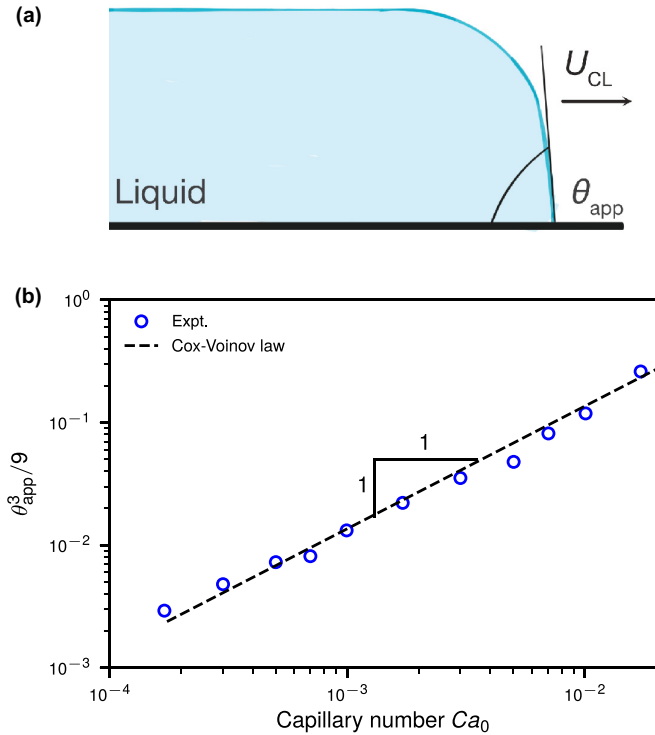 (a)
U_CL
Liquid
θ_app
(b)
10^0
Expt.
Cox-Voinov law
10^−1
1
1
θ^3_app/9
10^−2
10^−3
10^−4
10^−3
10^−2
Capillary number Ca_0